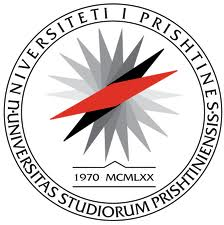 UNIVERSITETI I PRISHTINËS
UNIVERSITAS STUDIORUM PRISHTINIENSIS
1970 MCMLXX